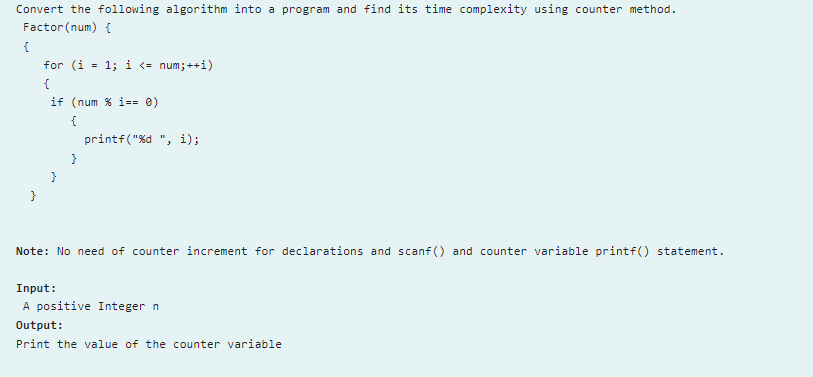 Convert the following algorithm into a program and find its time complexity using counter method.
Factor(num) {
{
for (i = 1; i <= num;++i)
{
if (num % i== 0)
{
printf("%d ", i);
}
}
}
Note: No need of counter increment for declarations and scanf() and counter variable printf() statement.
Input:
A positive Integer n
Output:
Print the value of the counter variable